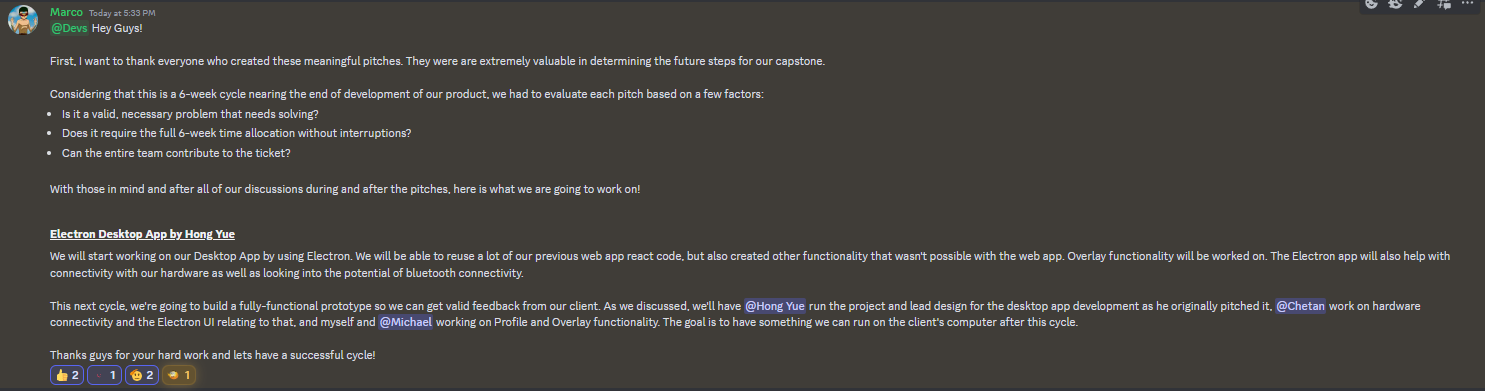 Marco Today at 5:33 PM
@Devs Hey Guys!
First, I want to thank everyone who created these meaningful pitches. They were are extremely valuable in determining the future steps for our capstone.
Considering that this is a 6-week cycle nearing the end of development of our product, we had to evaluate each pitch based on a few factors:
• Is it a valid, necessary problem that needs solving?
• Does it require the full 6-week time allocation without interruptions?
• Can the entire team contribute to the ticket?
With those in mind and after all of our discussions during and after the pitches, here is what we are going to work on!
Electron Desktop App by Hong Yue
We will start working on our Desktop App by using Electron. We will be able to reuse a lot of our previous web app react code, but also created other functionality that wasn't possible with the web app. Overlay functionality will be worked on. The Electron app will also help with
connectivity with our hardware as well as looking into the potential of bluetooth connectivity.
This next cycle, we're going to build a fully-functional prototype so we can get valid feedback from our client. As we discussed, we'll have @Hong Yue run the project and lead design for the desktop app development as he originally pitched it, @Chetan work on hardware
connectivity and the Electron UI relating to that, and myself and @Michael working on Profile and Overlay functionality. The goal is to have something we can run on the client's computer after this cycle.
Thanks guys for your hard work and lets have a successful cycle!
2 1 2 1